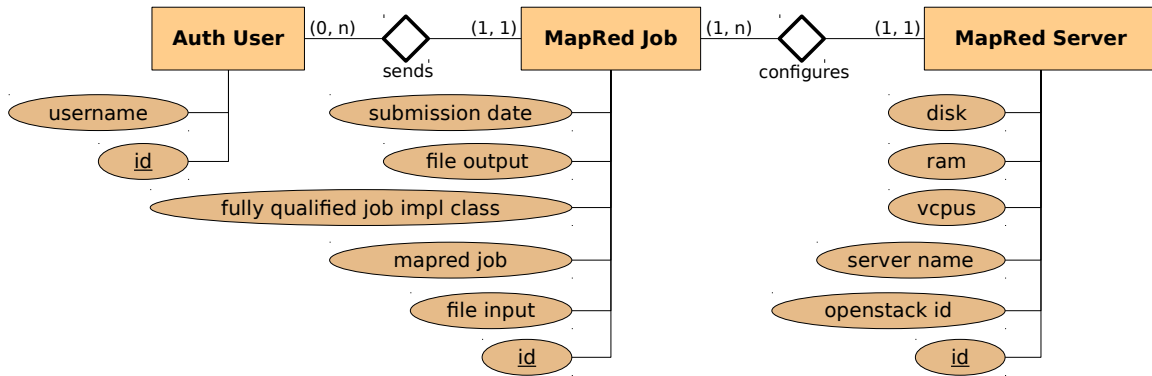 Auth User
(0, n)
sends
(1, 1)
MapRed Job
(1, n)
configures
(1, 1)
MapRed Server
username
id
submission date
file output
fully qualified job impl class
mapred job
file input
id
disk
ram
vcpus
server name
openstack id
id